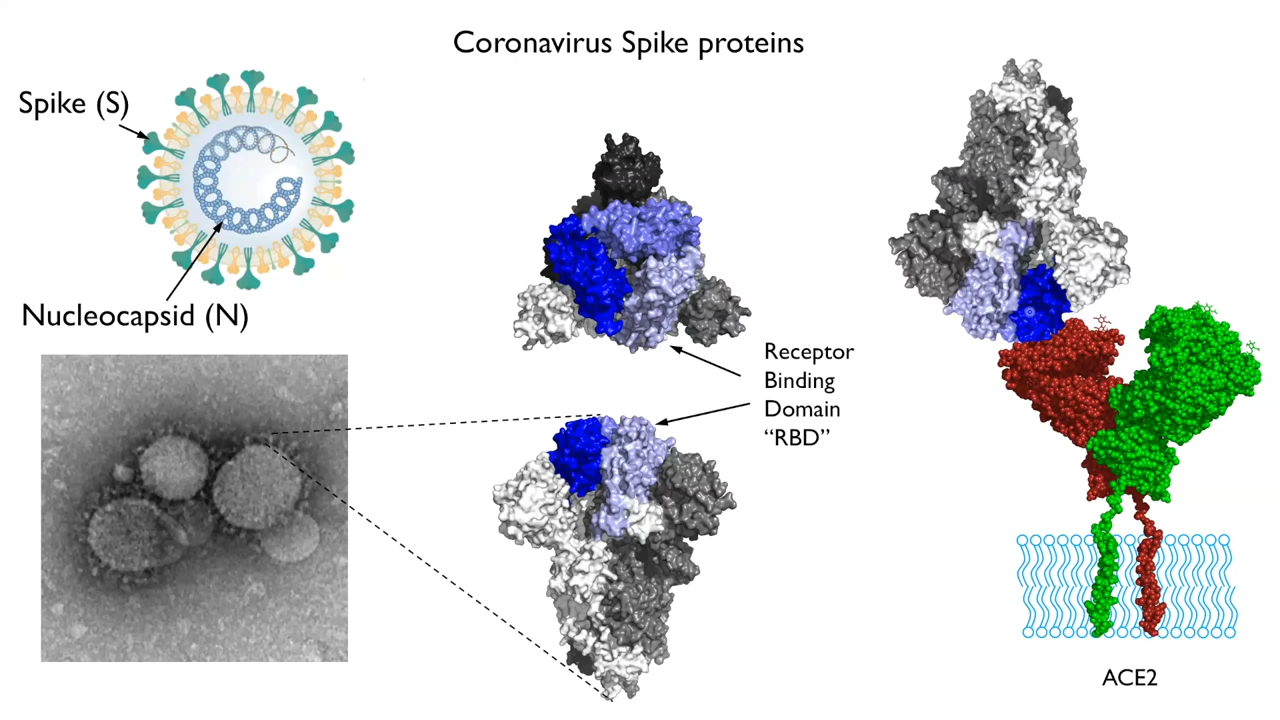 Coronavirus Spike proteins
Spike (S)
Nucleocapsid (N)
Receptor
Binding
Domain
“RBD”
ACE2